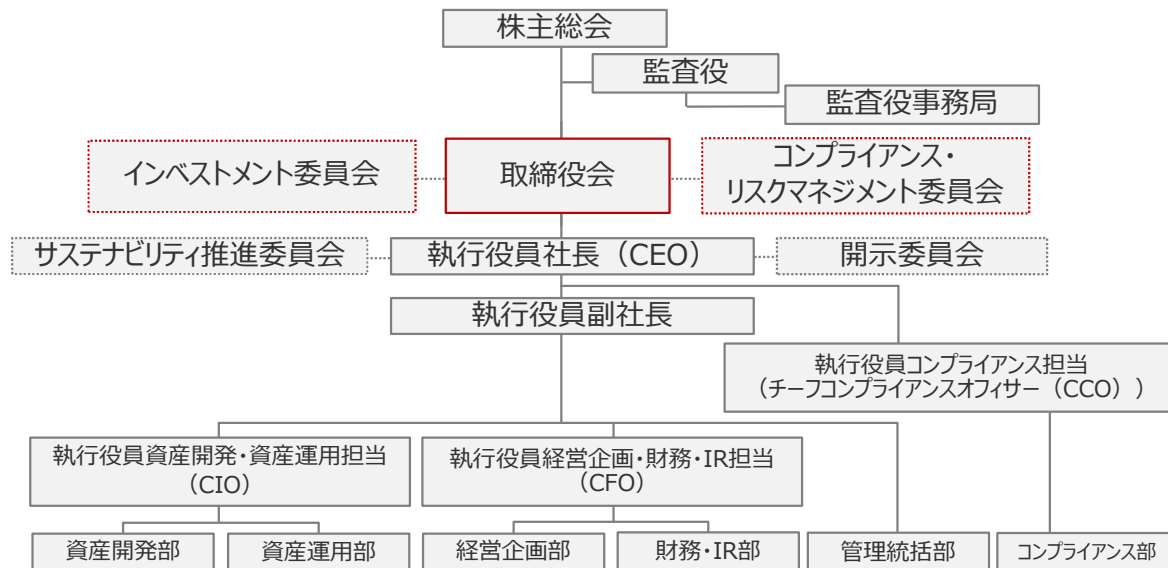 株主総会
監査役
監査役事務局
インベストメント委員会
取締役会
コンプライアンス・
リスクマネジメント委員会
サステナビリティ推進委員会
執行役員社長（CEO）
開示委員会
執行役員副社長
執行役員コンプライアンス担当
（チーフコンプライアンスオフィサー（CCO））
執行役員資産開発・資産運用担当
（CIO）
執行役員経営企画・財務・IR担当
（CFO）
資産開発部
資産運用部
経営企画部
財務・IR部
管理統括部
コンプライアンス部